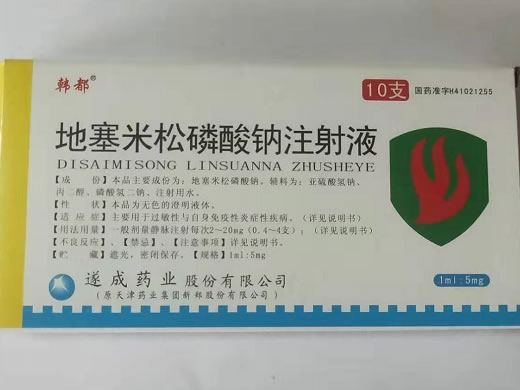 韩都®
10支 国药准字H41021255
地塞米松磷酸钠注射液
DISAIMISONG LINSUANNA ZHUSHEYE
【成 份】本品主要成份为：地塞米松磷酸钠。辅料为：亚硫酸氢钠、
丙二醇、磷酸氢二钠、注射用水。
【性 状】本品为无色的澄明液体。
【适 应 症】主要用于过敏性与自身免疫性炎症性疾病。（详见说明书）
【用法用量】一般剂量静脉注射每次2～20mg（0.4～4支）；（详见说明书）
【不良反应】、【禁忌】、【注意事项】详见说明书。
【贮 藏】遮光，密闭保存。【规格】1ml:5mg
遂成药业股份有限公司
（原天津药业集团新郑股份有限公司）
1ml:5mg